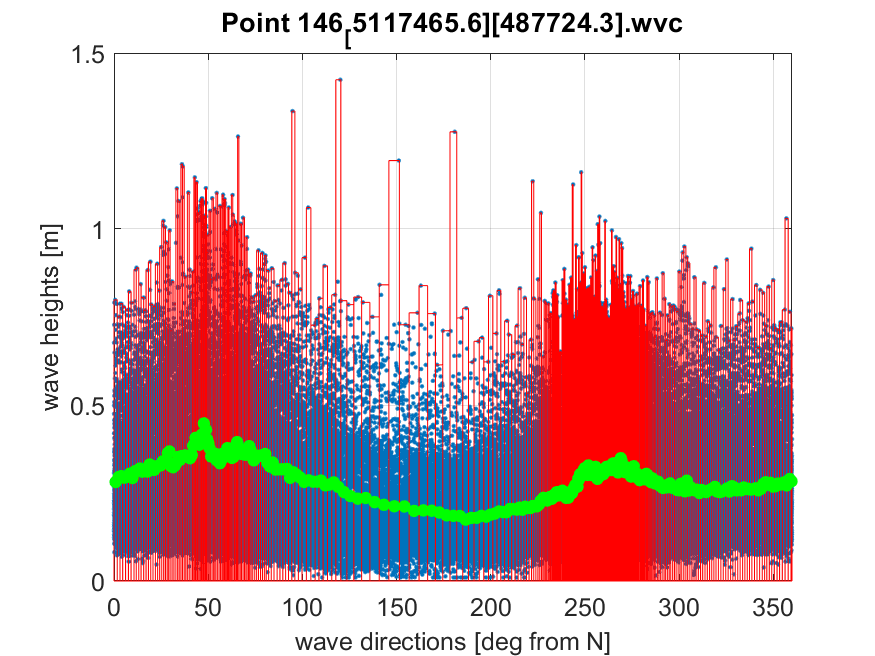 Point 146[5117465.6][487724.3].wvc
1.5
1
0.5
0
wave heights [m]
0 50 100 150 200 250 300 350
wave directions [deg from N]